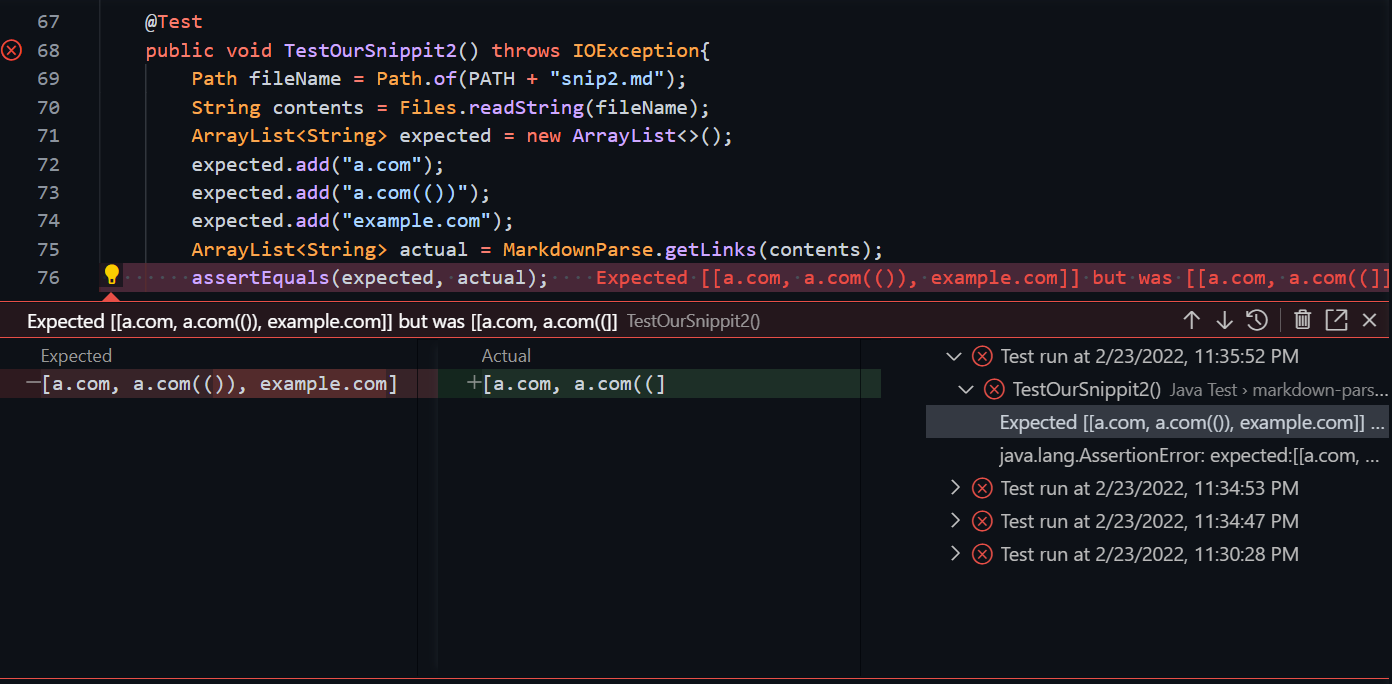 67 @Test
68 public void TestOurSnippit2() throws IOException{
69 Path fileName = Path.of(PATH + "snip2.md");
70 String contents = Files.readString(fileName);
71 ArrayList<String> expected = new ArrayList<>();
72 expected.add("a.com");
73 expected.add("a.com(())");
74 expected.add("example.com");
75 ArrayList<String> actual = MarkdownParse.getLinks(contents);
76 assertEquals(expected, actual); Expected [[a.com, a.com(()), example.com]] but was [[a.com, a.com((]]
Expected [[a.com, a.com(()), example.com]] but was [[a.com, a.com((]] TestOurSnippit2()
Expected Actual
−[a.com, a.com(()), example.com] +[a.com, a.com((]
Test run at 2/23/2022, 11:35:52 PM
TestOurSnippit2() Java Test › markdown-pars...
Expected [[a.com, a.com(()), example.com]] ...
java.lang.AssertionError: expected:[[a.com, ...
Test run at 2/23/2022, 11:34:53 PM
Test run at 2/23/2022, 11:34:47 PM
Test run at 2/23/2022, 11:30:28 PM